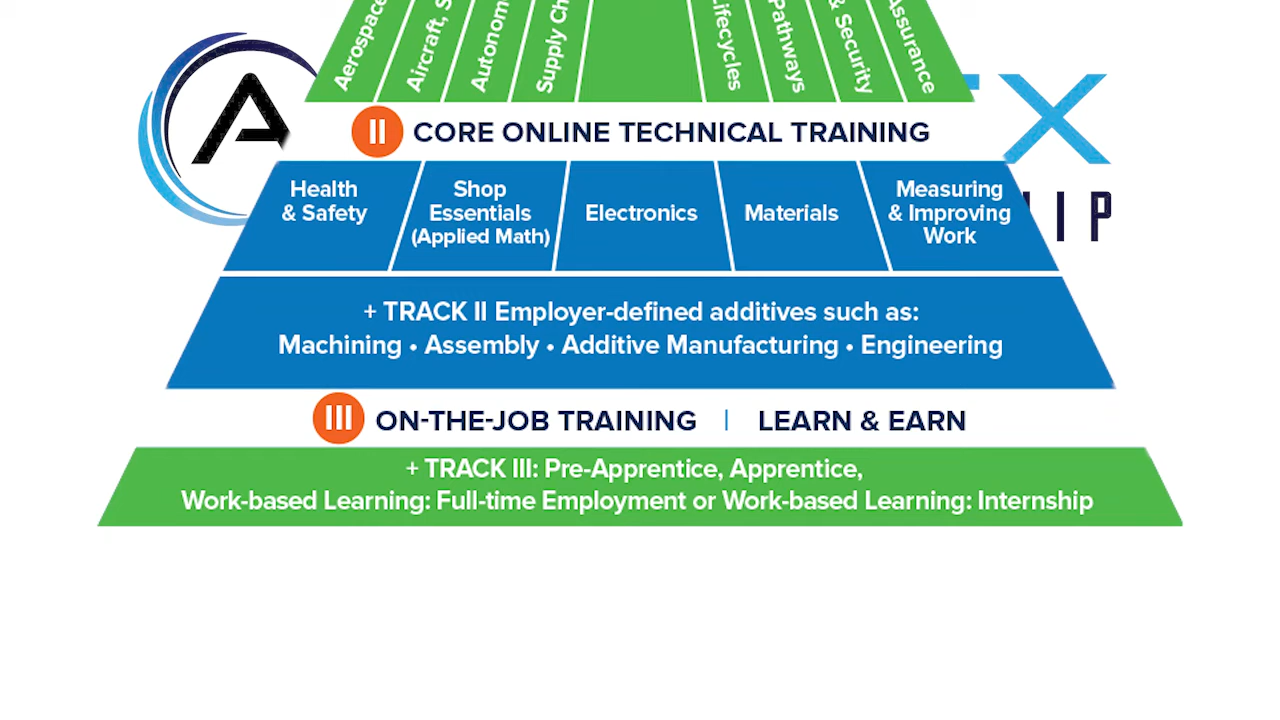 Aerospace
Aircraft,
Supply
Lifecycles
Pathways
& Security
Assurance
A
X
IP
II CORE ONLINE TECHNICAL TRAINING
Health
& Safety
Shop
Essentials
(Applied Math)
Electronics
Materials
Measuring
& Improving
Work
+ TRACK II Employer-defined additives such as:
Machining • Assembly • Additive Manufacturing • Engineering
III ON-THE-JOB TRAINING | LEARN & EARN
+ TRACK III: Pre-Apprentice, Apprentice,
Work-based Learning: Full-time Employment or Work-based Learning: Internship